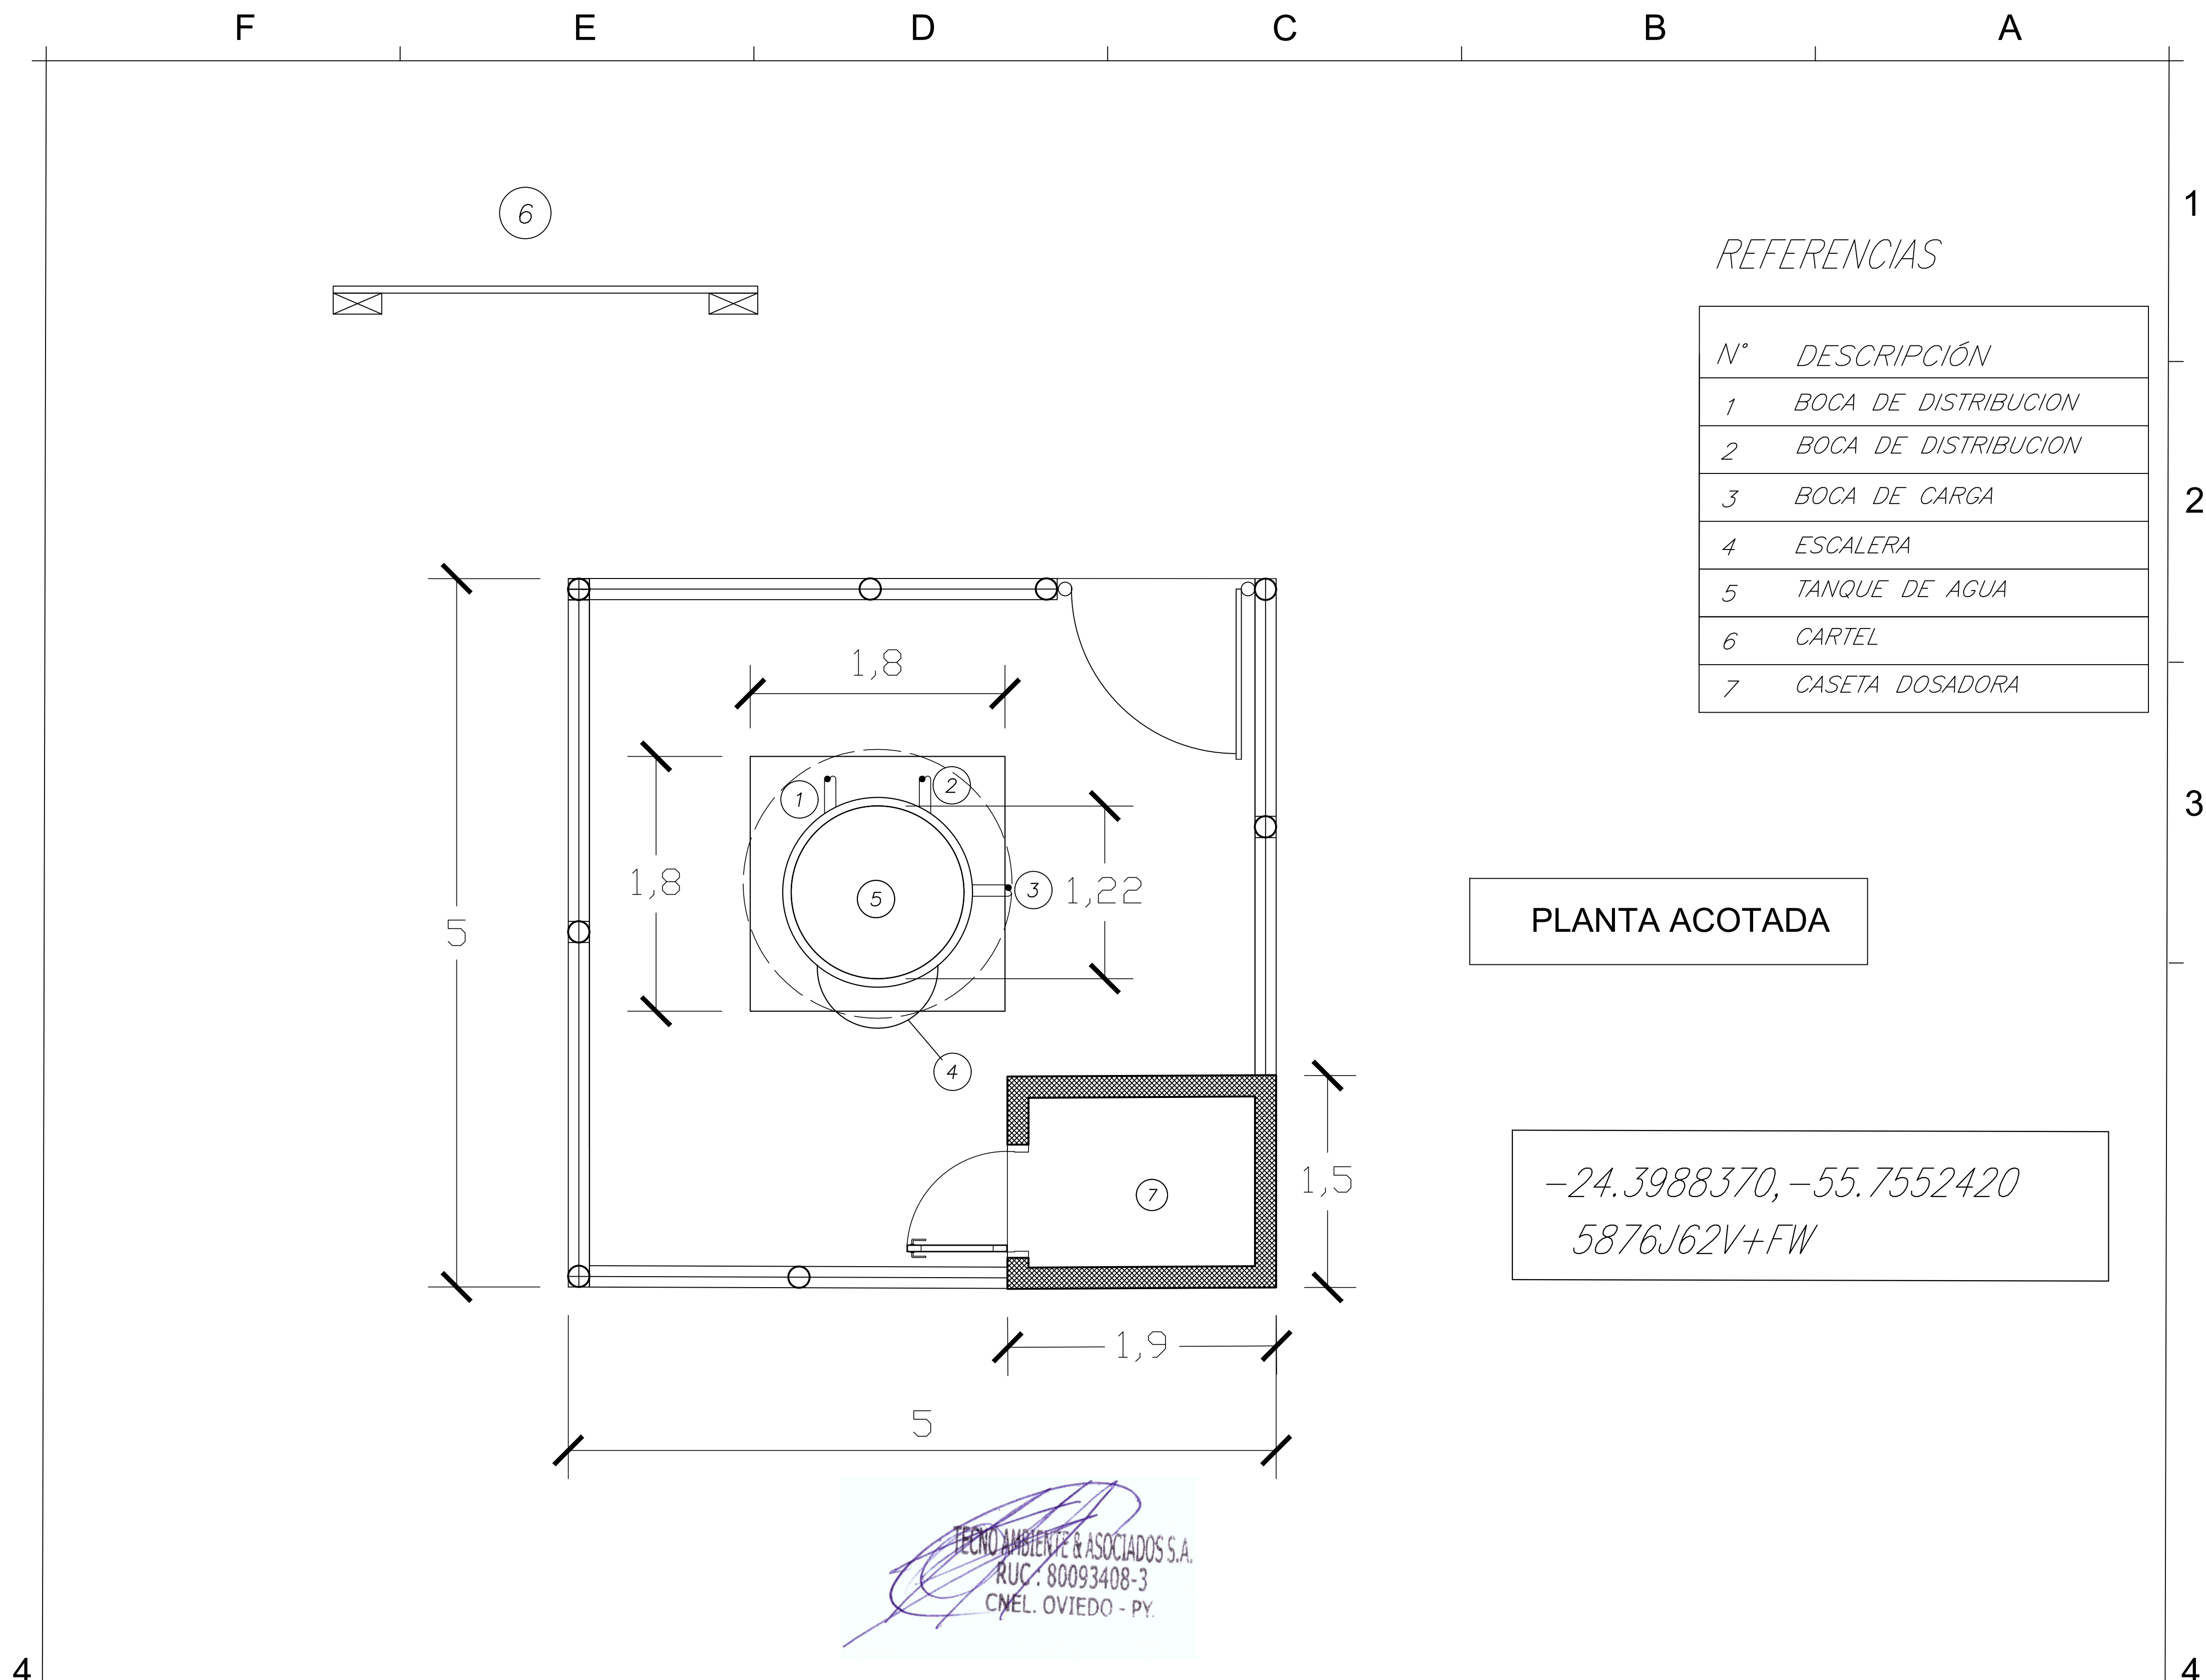 F E D C B A
1
6
REFERENCIAS
N° DESCRIPCIÓN
1 BOCA DE DISTRIBUCION
2 BOCA DE DISTRIBUCION
3 BOCA DE CARGA
4 ESCALERA
5 TANQUE DE AGUA
6 CARTEL
7 CASETA DOSADORA
2
3
1,8
1
2
1,8
5
3
1,22
5
4
PLANTA ACOTADA
7
1,5
-24.3988370,-55.7552420
5876J62V+FW
1,9
5
TECNO AMBIENTE & ASOCIADOS S.A.
RUC : 80093408-3
CNEL. OVIEDO - PY.
4
4